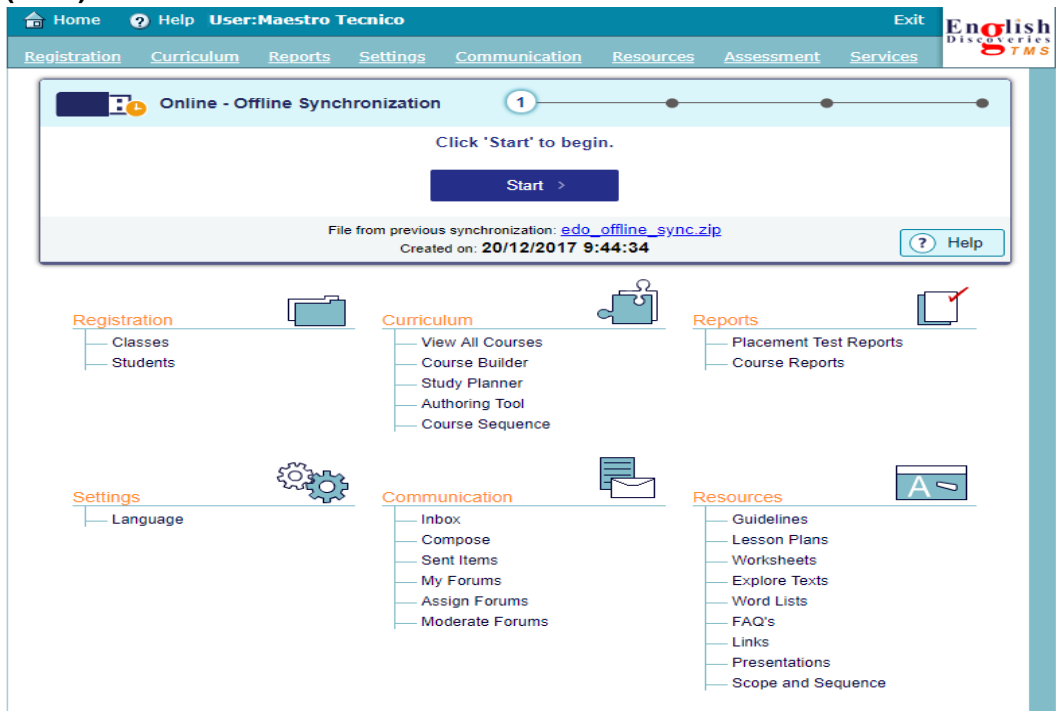 Home Help User:Maestro Tecnico Exit
English
Discoveries
TMS
Registration Curriculum Reports Settings Communication Resources Assessment Services
Online - Offline Synchronization 1
Click 'Start' to begin.
Start >
File from previous synchronization: edo_offline_sync.zip
Created on: 20/12/2017 9:44:34
? Help
Registration
Classes
Students
Curriculum
View All Courses
Course Builder
Study Planner
Authoring Tool
Course Sequence
Reports
Placement Test Reports
Course Reports
Settings
Language
Communication
Inbox
Compose
Sent Items
My Forums
Assign Forums
Moderate Forums
A
Resources
Guidelines
Lesson Plans
Worksheets
Explore Texts
Word Lists
FAQ's
Links
Presentations
Scope and Sequence